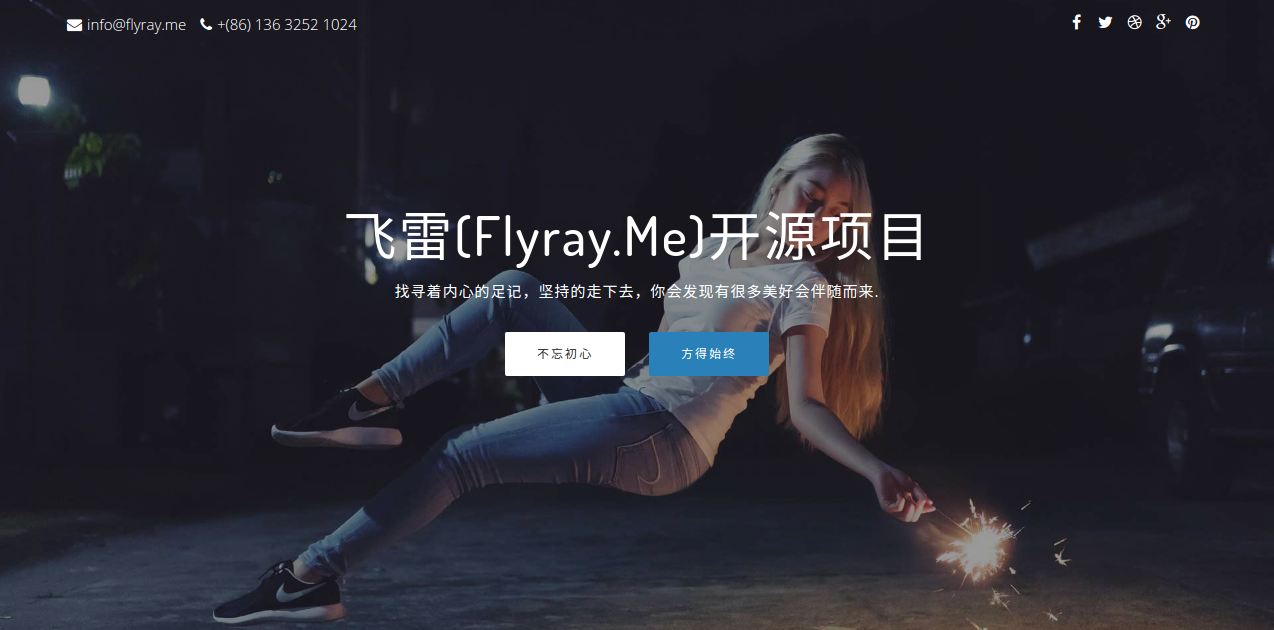 info@flyray.me +(86) 136 3252 1024
飞雷(Flyray.Me)开源项目
找寻着内心的足记，坚持的走下去，你会发现有很多美好会伴随而来.
不忘初心 方得始终